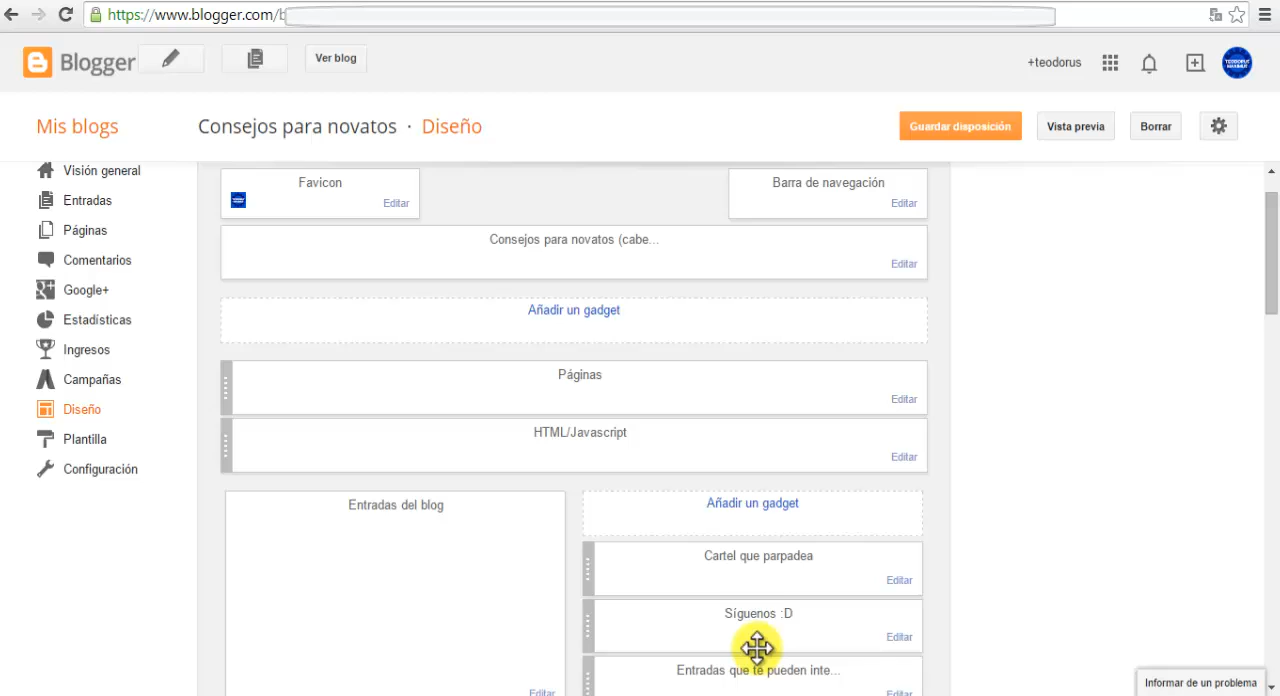 https://www.blogger.com/b
Blogger
Ver blog
+teodorus
Mis blogs
Consejos para novatos · Diseño
Guardar disposición
Vista previa
Borrar
Visión general
Entradas
Páginas
Comentarios
Google+
Estadísticas
Ingresos
Campañas
Diseño
Plantilla
Configuración
Favicon
Editar
Barra de navegación
Editar
Consejos para novatos (cabe...
Editar
Añadir un gadget
Páginas
Editar
HTML/Javascript
Editar
Entradas del blog
Editar
Añadir un gadget
Cartel que parpadea
Editar
Síguenos :D
Editar
Entradas que te pueden inte...
Editar
Informar de un problema